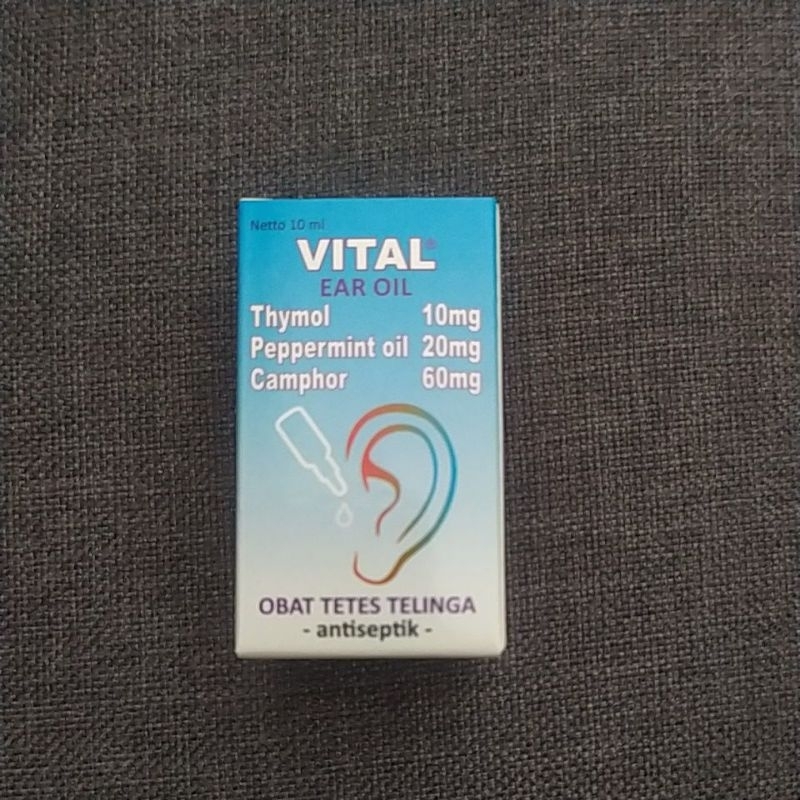 Netto 10 ml
VITAL®
EAR OIL
Thymol 10mg
Peppermint oil 20mg
Camphor 60mg
OBAT TETES TELINGA
- antiseptik -